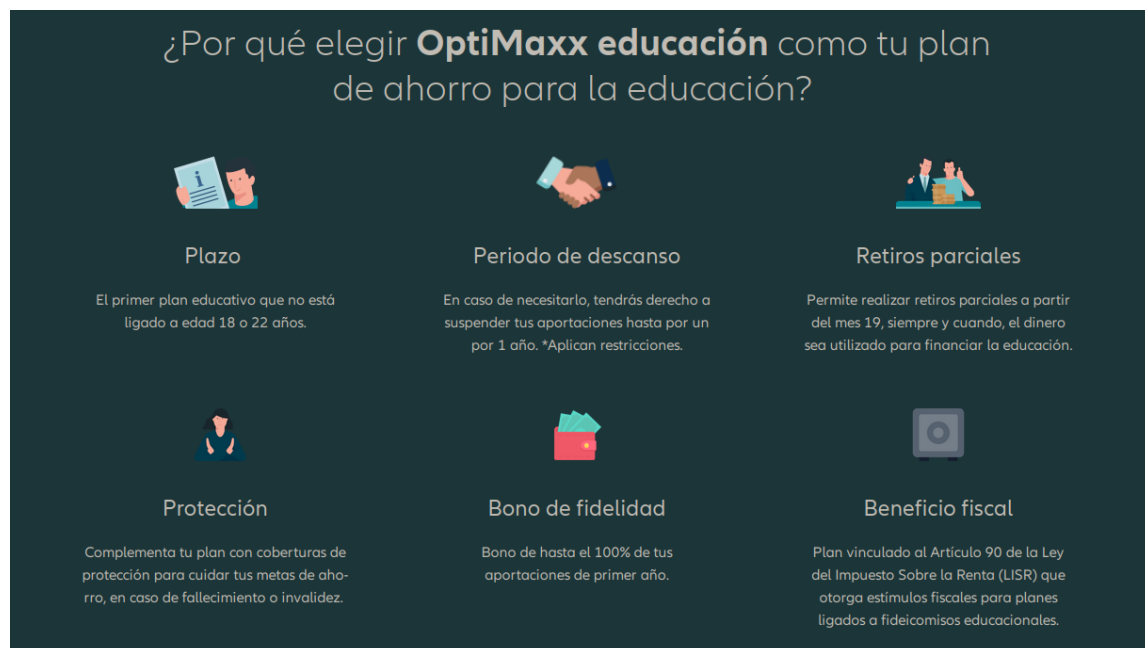 ¿Por qué elegir OptiMaxx educación como tu plan
de ahorro para la educación?
i
Plazo
El primer plan educativo que no está
ligado a edad 18 o 22 años.
Periodo de descanso
En caso de necesitarlo, tendrás derecho a
suspender tus aportaciones hasta por un
por 1 año. *Aplican restricciones.
Retiros parciales
Permite realizar retiros parciales a partir
del mes 19, siempre y cuando, el dinero
sea utilizado para financiar la educación.
Protección
Complementa tu plan con coberturas de
protección para cuidar tus metas de aho-
rro, en caso de fallecimiento o invalidez.
Bono de fidelidad
Bono de hasta el 100% de tus
aportaciones de primer año.
Beneficio fiscal
Plan vinculado al Artículo 90 de la Ley
del Impuesto Sobre la Renta (LISR) que
otorga estímulos fiscales para planes
ligados a fideicomisos educacionales.